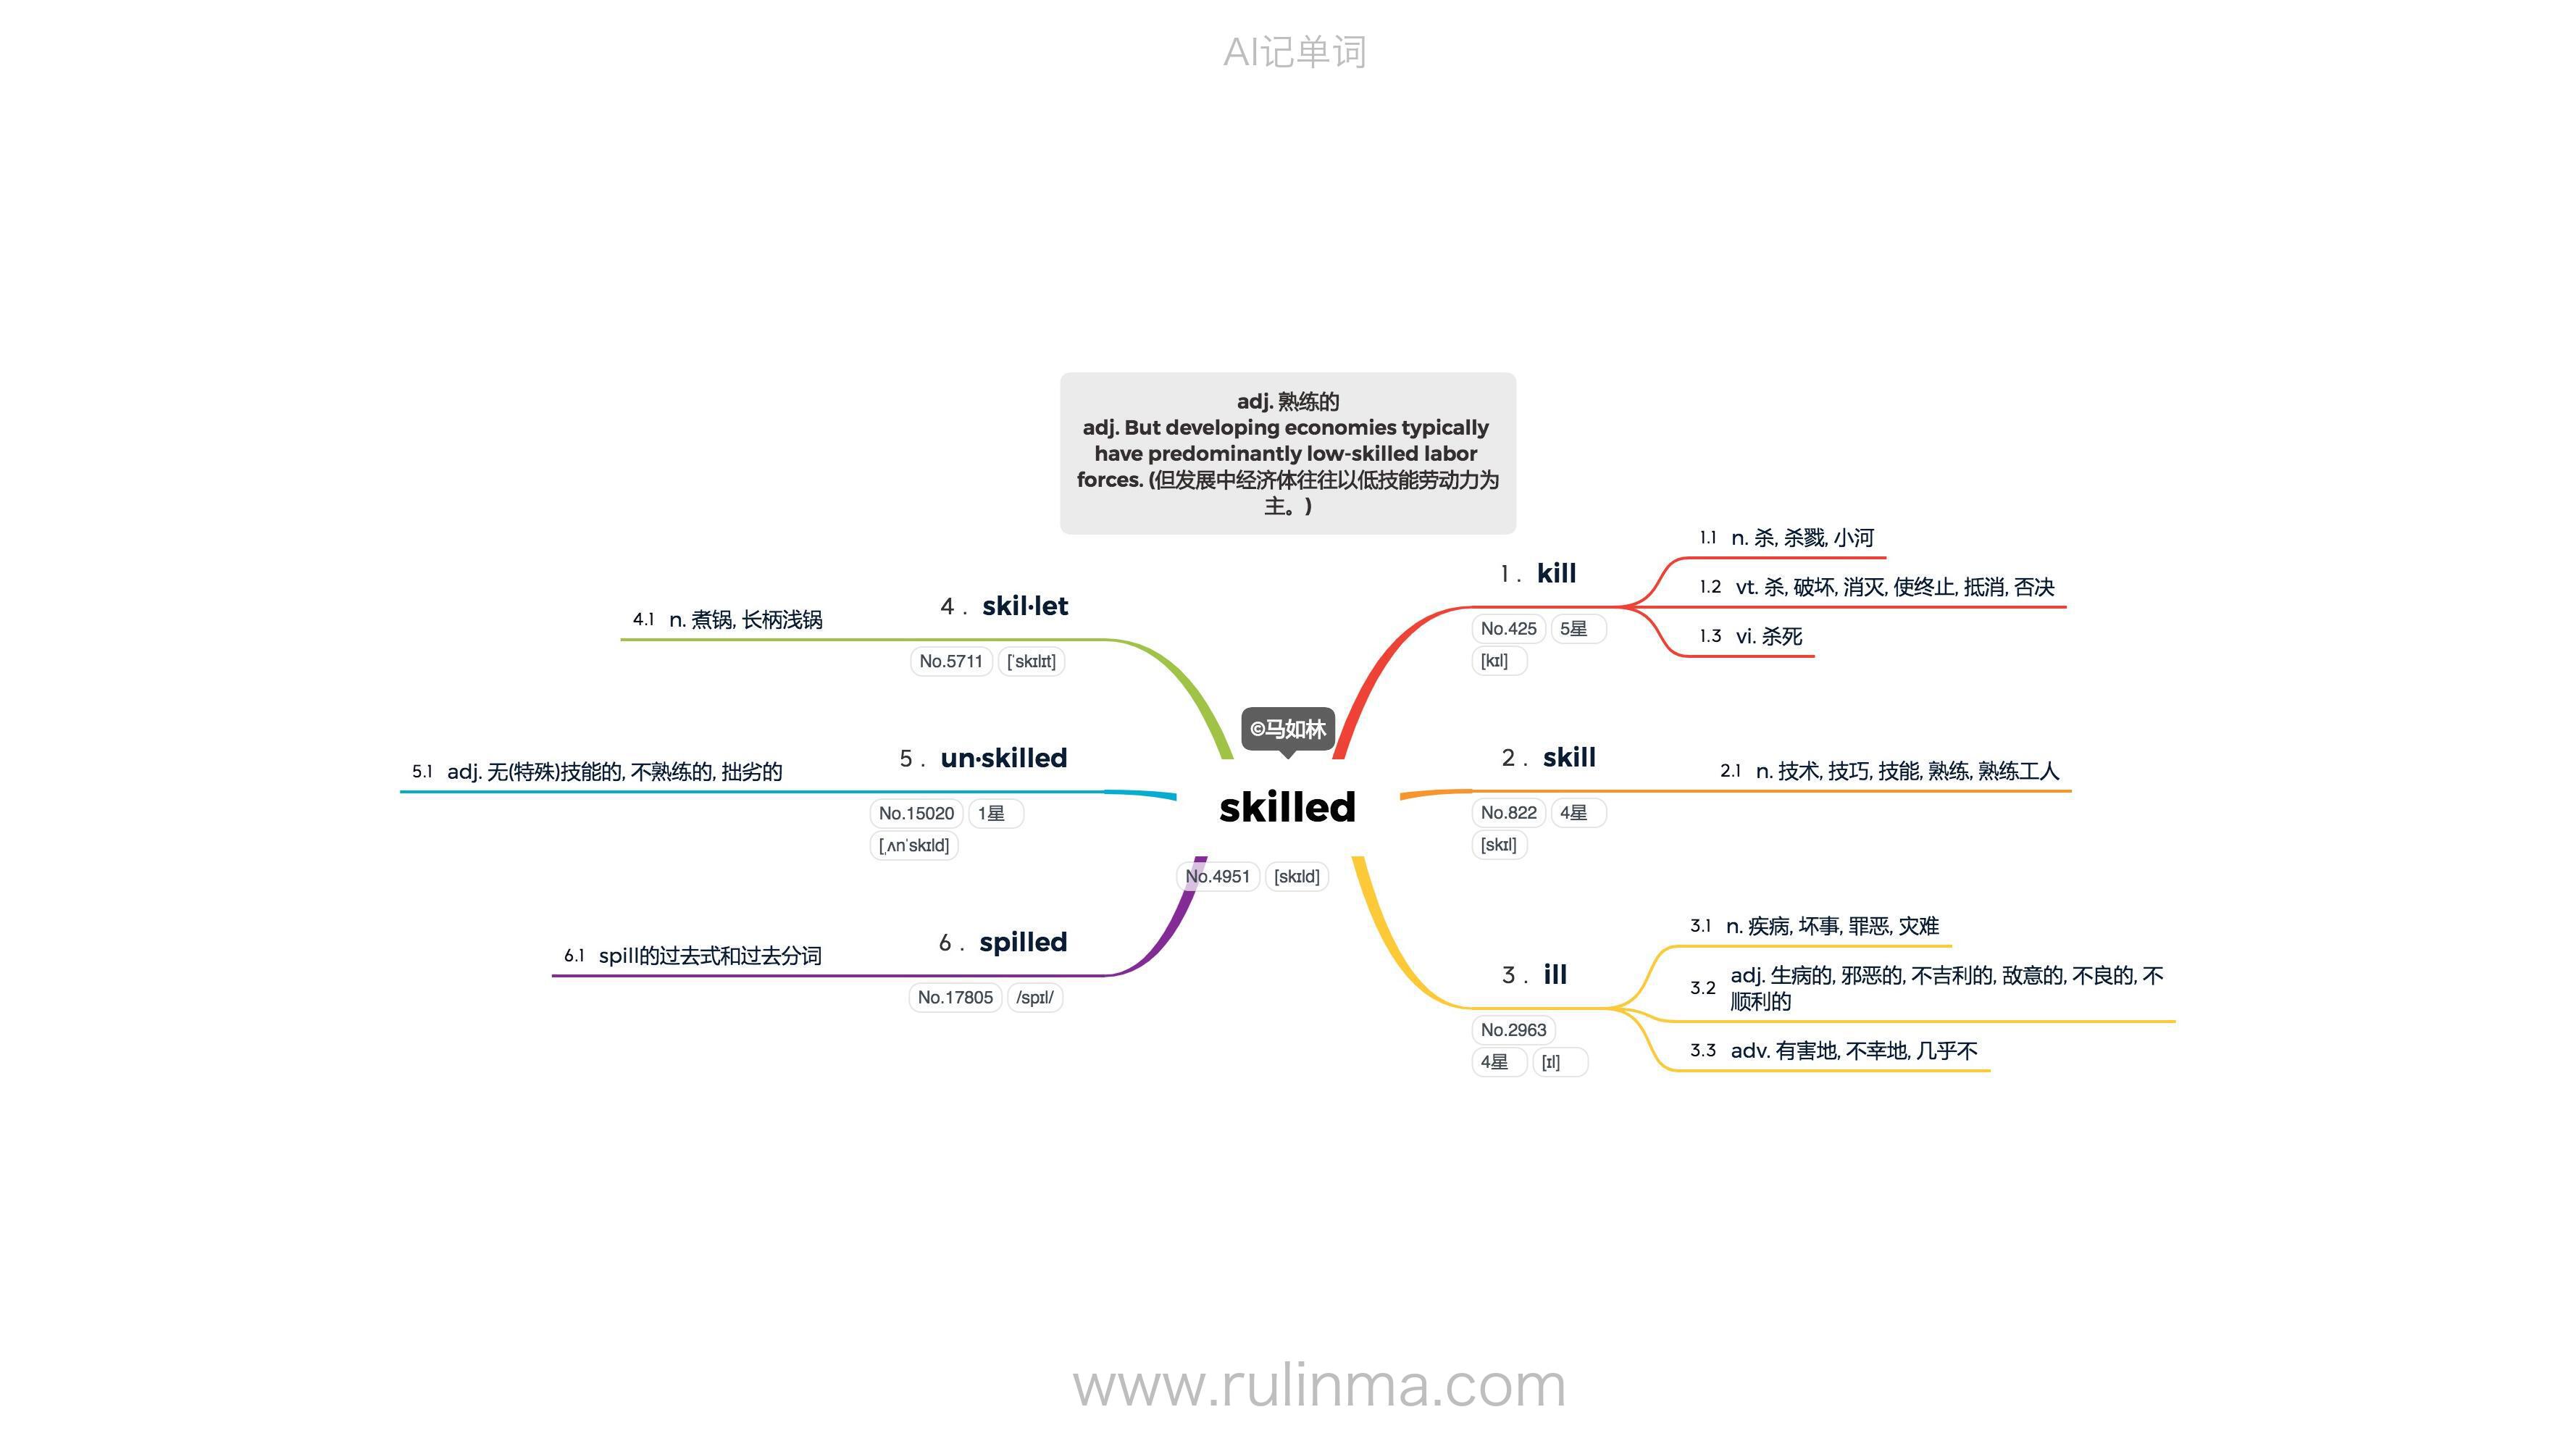 AI记单词
adj. 熟练的
adj. But developing economies typically
have predominantly low-skilled labor
forces. (但发展中经济体往往以低技能劳动力为
主。)
©马如林
skilled
No.4951 [skɪld]
1 . kill
No.425 5星
[kɪl]
1.1 n. 杀, 杀戮, 小河
1.2 vt. 杀, 破坏, 消灭, 使终止, 抵消, 否决
1.3 vi. 杀死
2 . skill
No.822 4星
[skɪl]
2.1 n. 技术, 技巧, 技能, 熟练, 熟练工人
3 . ill
No.2963
4星 [ɪl]
3.1 n. 疾病, 坏事, 罪恶, 灾难
3.2 adj. 生病的, 邪恶的, 不吉利的, 敌意的, 不良的, 不
顺利的
3.3 adv. 有害地, 不幸地, 几乎不
4 . skil·let
No.5711 [ˈskɪlɪt]
4.1 n. 煮锅, 长柄浅锅
5 . un·skilled
No.15020 1星
[ˌʌnˈskɪld]
5.1 adj. 无(特殊)技能的, 不熟练的, 拙劣的
6 . spilled
No.17805 /spɪl/
6.1 spill的过去式和过去分词
www.rulinma.com